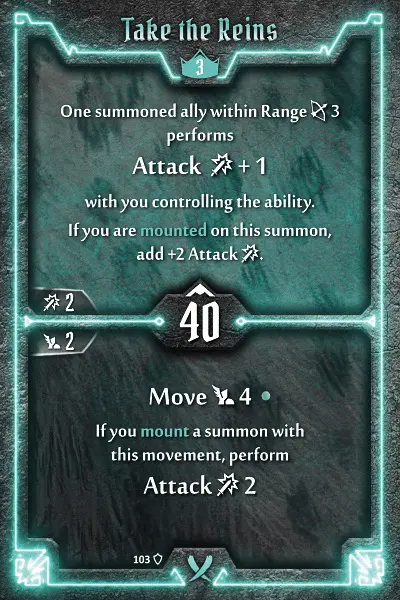 Take the Reins
3
One summoned ally within Range 3
performs
Attack + 1
with you controlling the ability.
If you are mounted on this summon,
add +2 Attack .
2
40
2
Move 4
If you mount a summon with
this movement, perform
Attack 2
103